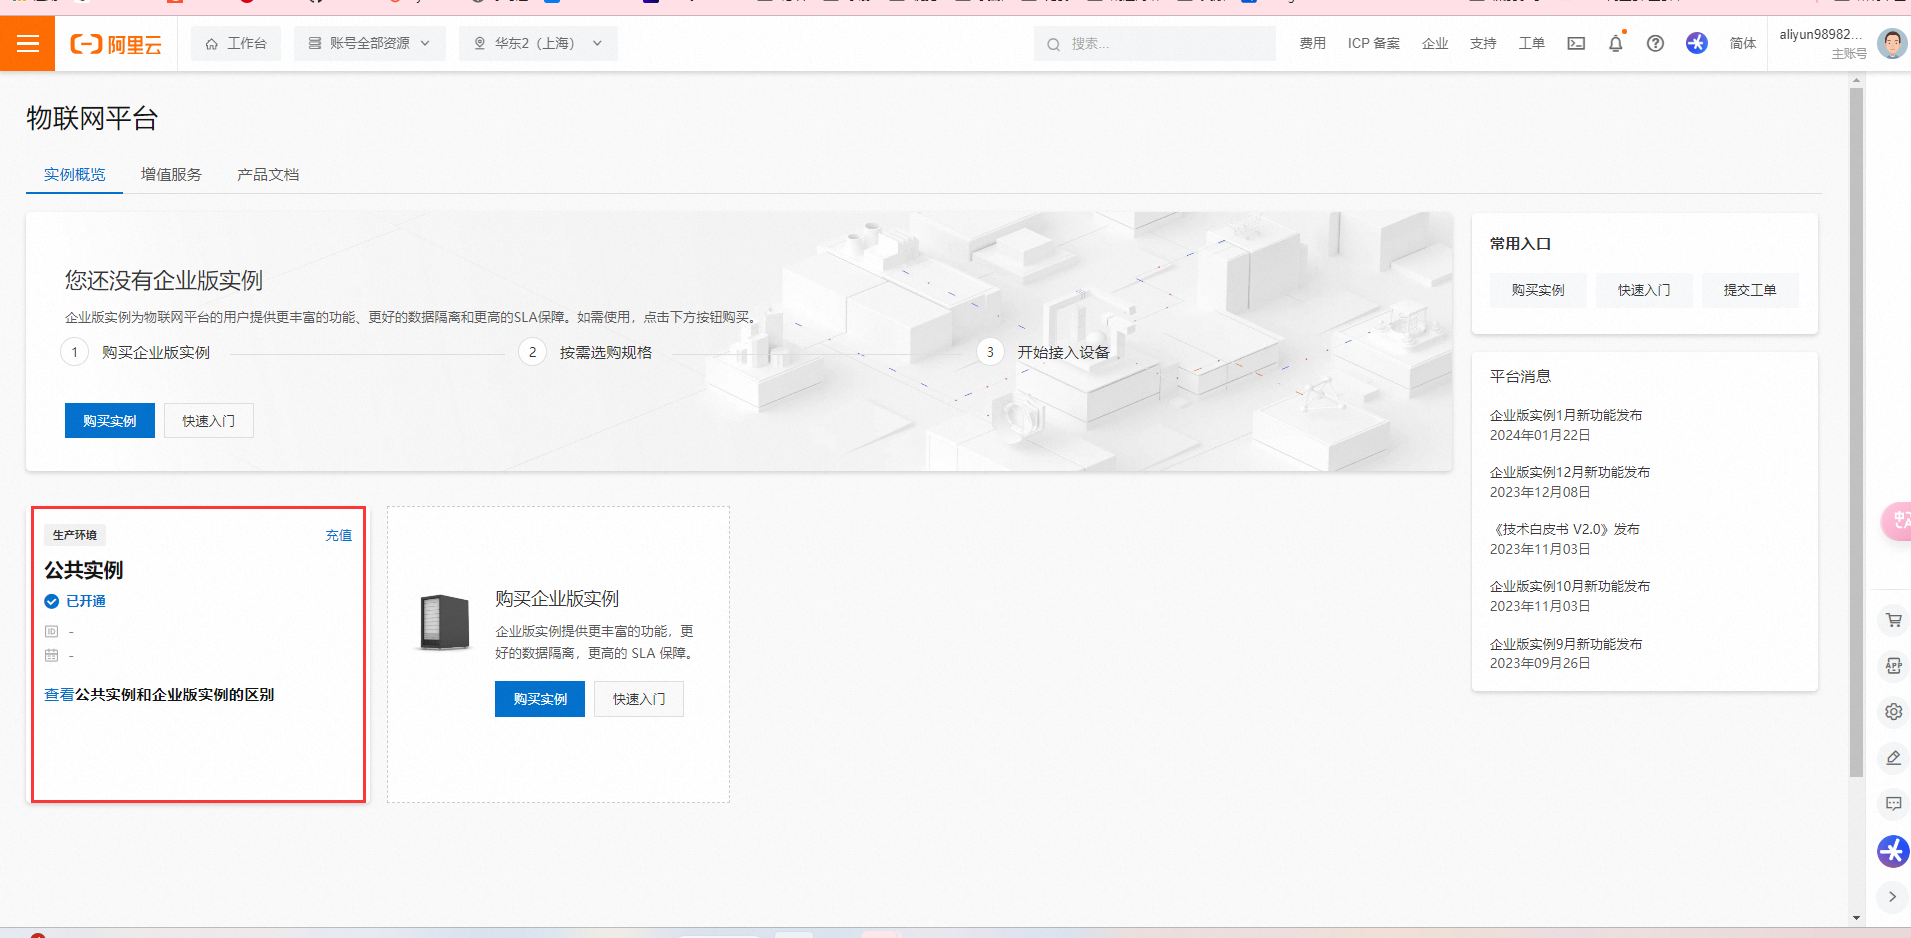 阿里云
工作台
账号全部资源
华东2（上海）
搜索...
费用
ICP 备案
企业
支持
工单
简体
aliyun98982...
主账号
物联网平台
实例概览
增值服务
产品文档
您还没有企业版实例
企业版实例为物联网平台的用户提供更丰富的功能、更好的数据隔离和更高的SLA保障。如需使用，点击下方按钮购买。
1 购买企业版实例
2 按需选购规格
3 开始接入设备
购买实例
快速入门
生产环境
充值
公共实例
已开通
ID -
-
查看公共实例和企业版实例的区别
购买企业版实例
企业版实例提供更丰富的功能，更
好的数据隔离，更高的 SLA 保障。
购买实例
快速入门
常用入口
购买实例
快速入门
提交工单
平台消息
企业版实例1月新功能发布
2024年01月22日
企业版实例12月新功能发布
2023年12月08日
《技术白皮书 V2.0》发布
2023年11月03日
企业版实例10月新功能发布
2023年11月03日
企业版实例9月新功能发布
2023年09月26日
APP